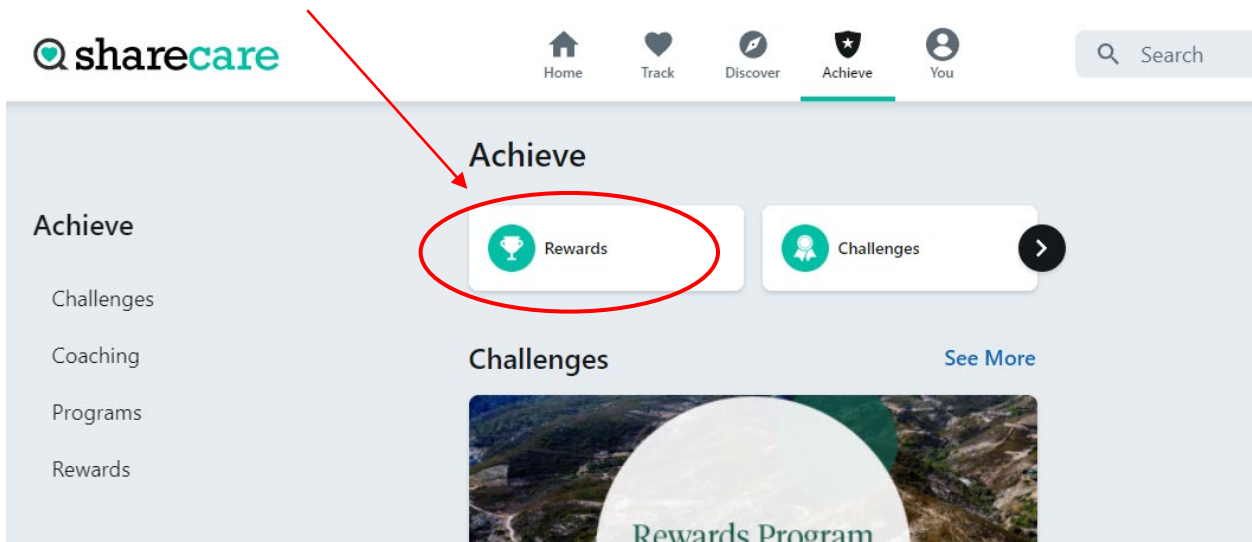 sharecare
Home Track Discover Achieve You
Search
Achieve
Challenges
Coaching
Programs
Rewards
Achieve
Rewards
Challenges
Challenges See More
Rewards Program